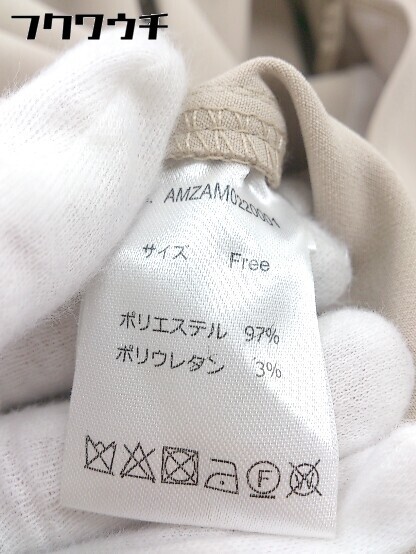 フクワウチ
AMZAM0220001
サイズ Free
ポリエステル 97%
ポリウレタン 3%
F
W